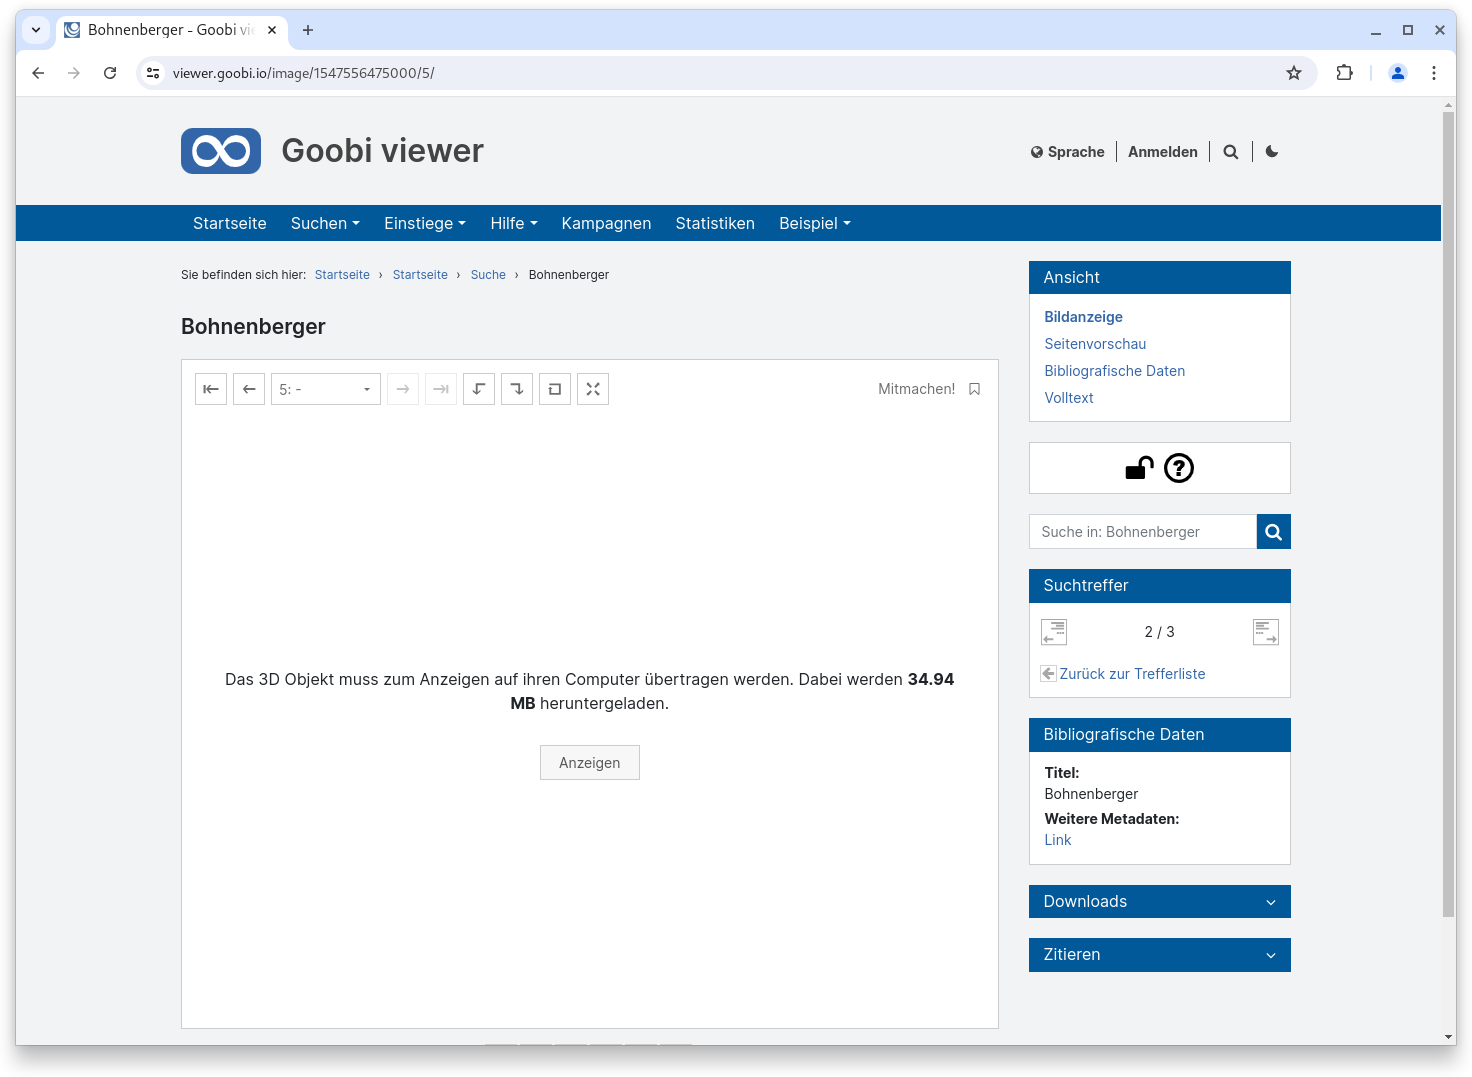 Bohnenberger - Goobi vi
viewer.goobi.io/image/1547556475000/5/
Goobi viewer
Sprache
Anmelden
Startseite Suchen Einstiege Hilfe Kampagnen Statistiken Beispiel
Sie befinden sich hier: Startseite › Startseite › Suche › Bohnenberger
Bohnenberger
5: -
Mitmachen!
Das 3D Objekt muss zum Anzeigen auf ihren Computer übertragen werden. Dabei werden 34.94
MB heruntergeladen.
Anzeigen
Ansicht
Bildanzeige
Seitenvorschau
Bibliografische Daten
Volltext
Suche in: Bohnenberger
Suchtreffer
2 / 3
Zurück zur Trefferliste
Bibliografische Daten
Titel:
Bohnenberger
Weitere Metadaten:
Link
Downloads
Zitieren